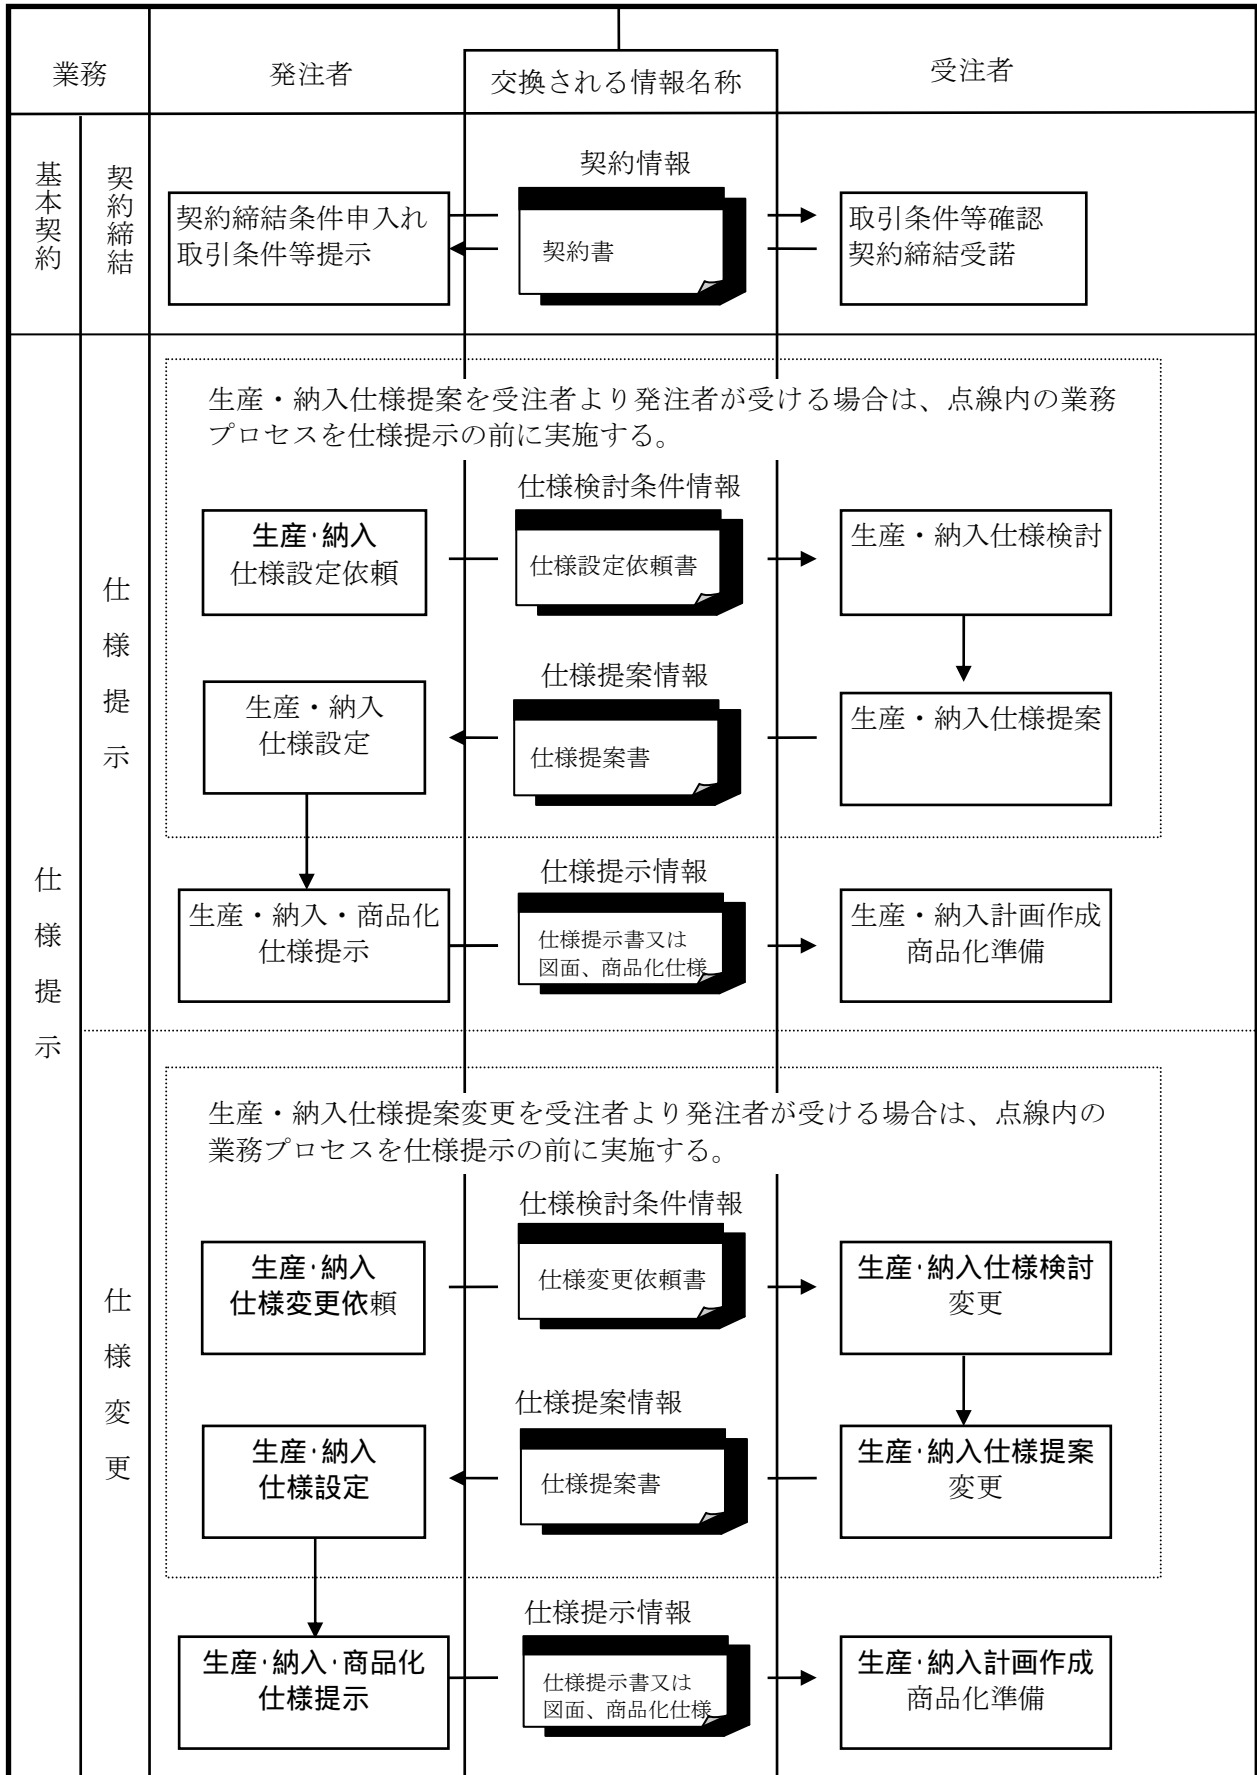 業務
発注者
交換される情報名称
受注者
基本契約
契約締結
契約情報
契約締結条件申入れ
取引条件等提示
契約書
取引条件等確認
契約締結受諾
仕様提示
仕様提示
生産・納入仕様提案を受注者より発注者が受ける場合は、点線内の業務
プロセスを仕様提示の前に実施する。
仕様検討条件情報
生産・納入
仕様設定依頼
仕様設定依頼書
生産・納入仕様検討
仕様提案情報
生産・納入
仕様設定
仕様提案書
生産・納入仕様提案
仕様提示情報
生産・納入・商品化
仕様提示
仕様提示書又は
図面、商品化仕様
生産・納入計画作成
商品化準備
仕様変更
生産・納入仕様提案変更を受注者より発注者が受ける場合は、点線内の
業務プロセスを仕様提示の前に実施する。
仕様検討条件情報
生産・納入
仕様変更依頼
仕様変更依頼書
生産・納入仕様検討
変更
仕様提案情報
生産・納入
仕様設定
仕様提案書
生産・納入仕様提案
変更
仕様提示情報
生産・納入・商品化
仕様提示
仕様提示書又は
図面、商品化仕様
生産・納入計画作成
商品化準備